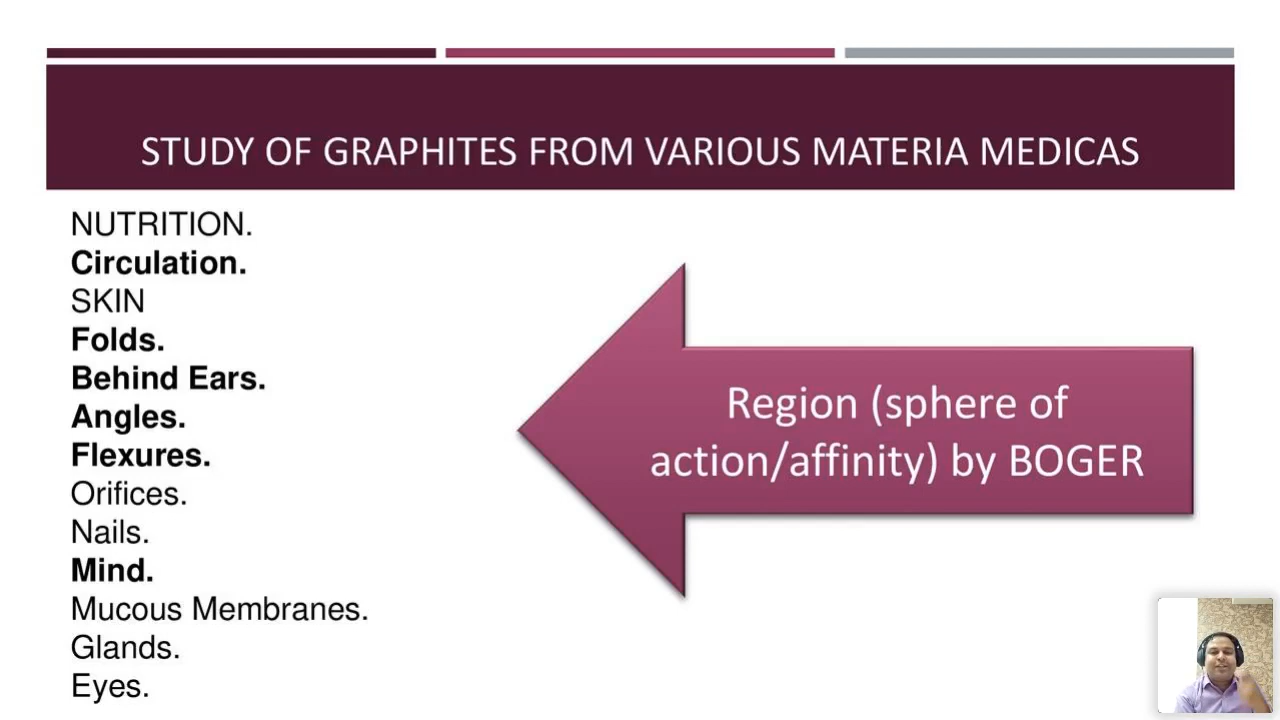 STUDY OF GRAPHITES FROM VARIOUS MATERIA MEDICAS
NUTRITION.
Circulation.
SKIN
Folds.
Behind Ears.
Angles.
Flexures.
Orifices.
Nails.
Mind.
Mucous Membranes.
Glands.
Eyes.
Region (sphere of
action/affinity) by BOGER